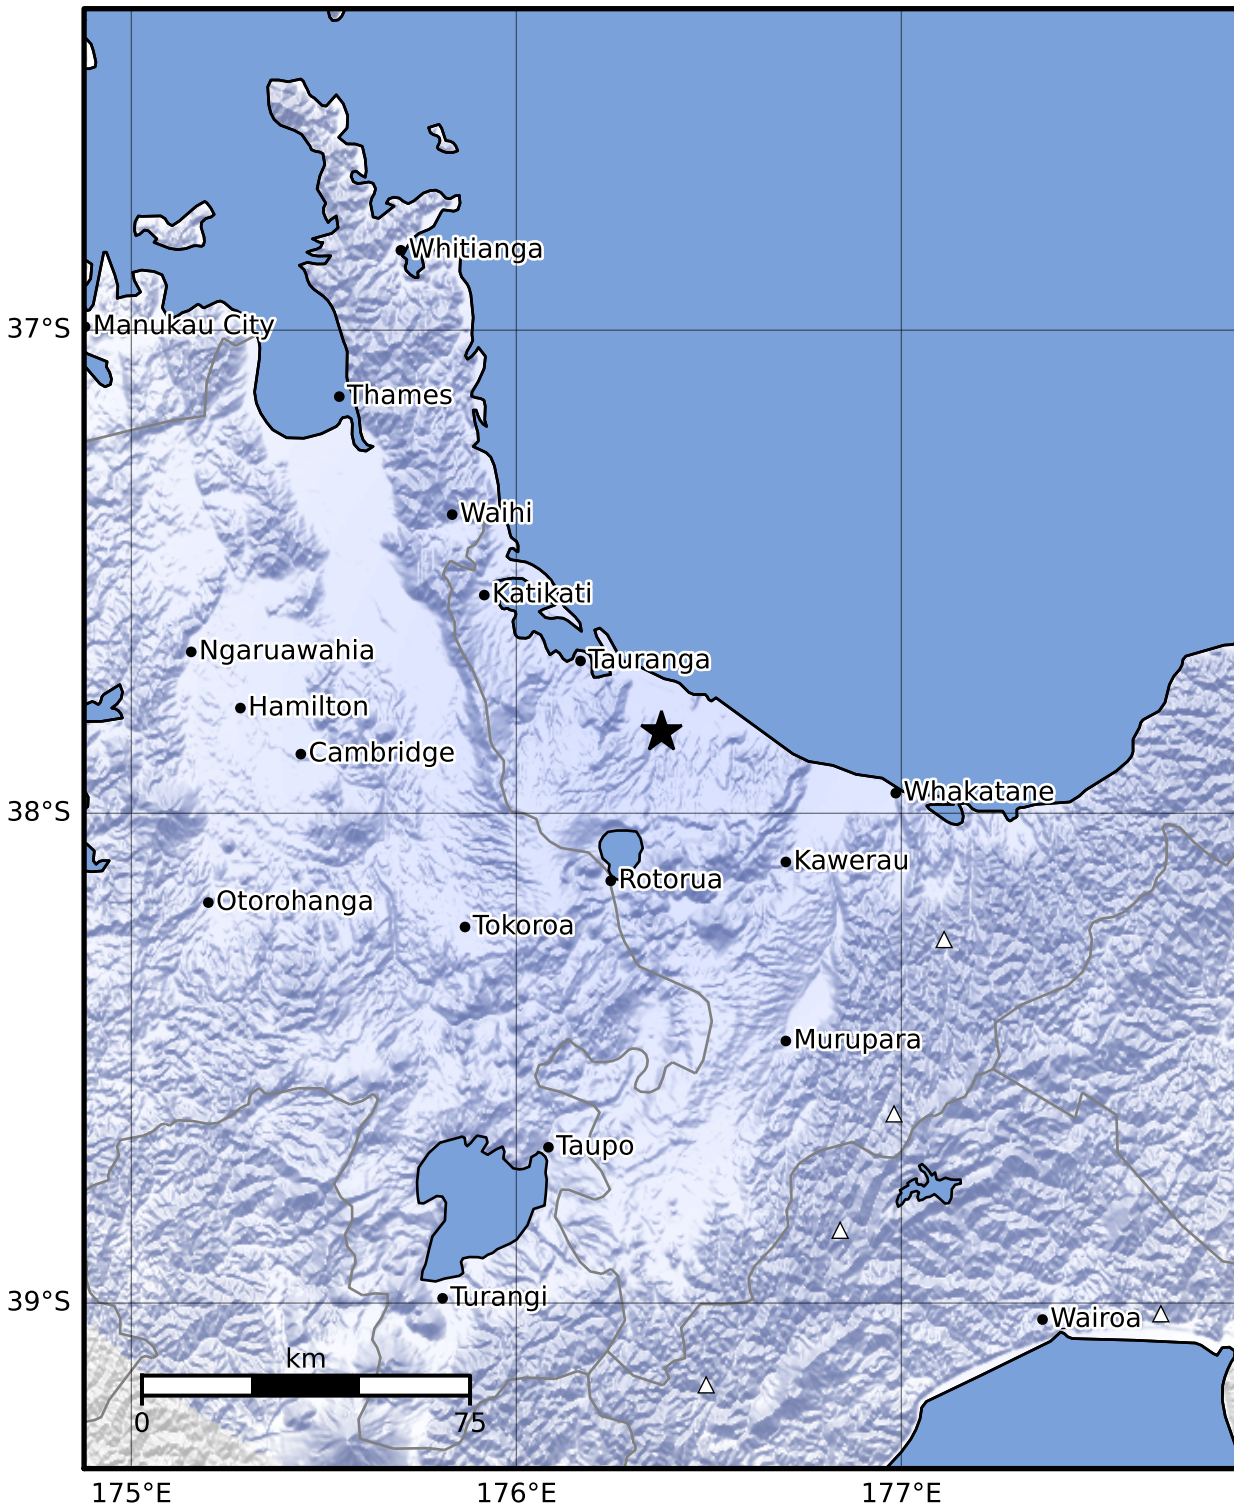 Whitianga
37°S
Manukau City
Thames
Waihi
Katikati
Ngaruawahia
Tauranga
Hamilton
Cambridge
Whakatane
38°S
Kawerau
Rotorua
Otorohanga
Tokoroa
Murupara
Taupo
39°S
Turangi
Wairoa
km
0 75
175°E 176°E 177°E